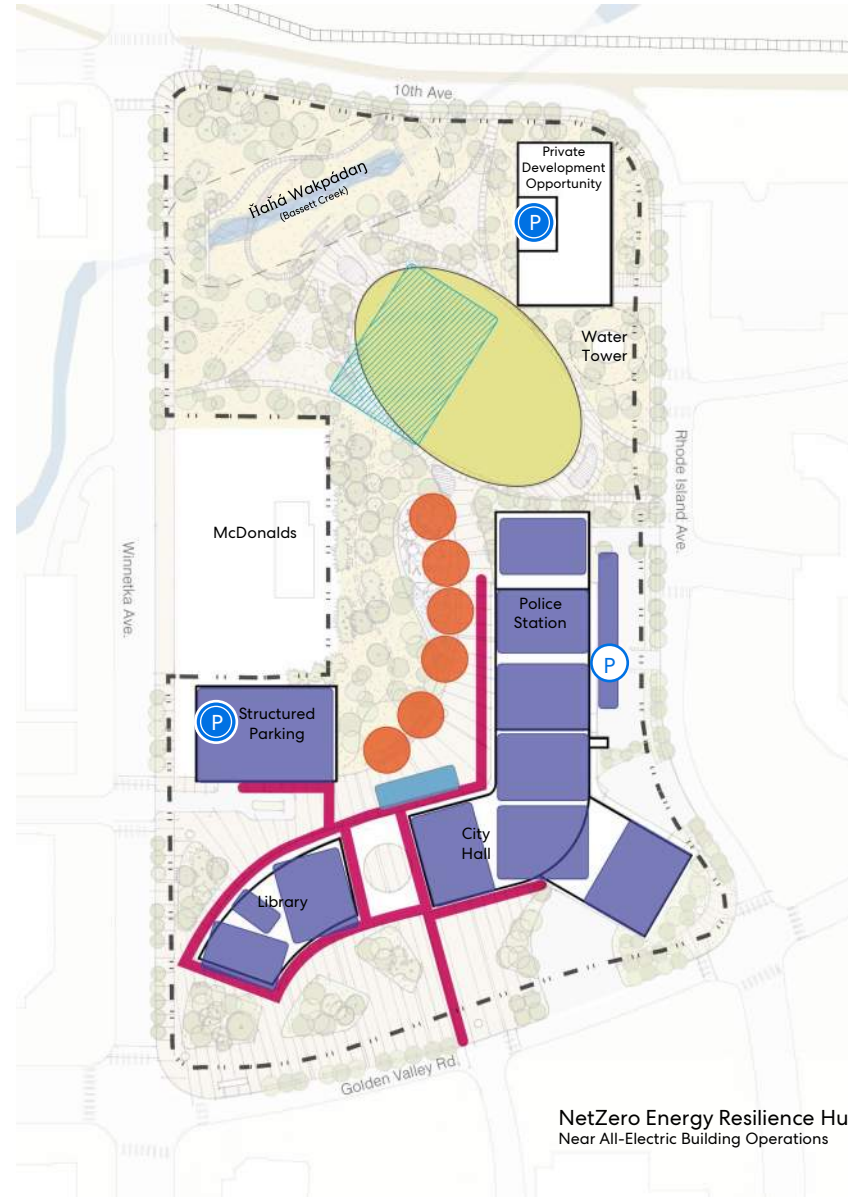 10th Ave.
Private
Development
Opportunity
P
Ȟaȟá Wakpádaŋ
(Bassett Creek)
Water
Tower
Rhode Island Ave.
McDonalds
Winnetka Ave.
Police
Station
P
P
Structured
Parking
City
Hall
Library
Golden Valley Rd.
NetZero Energy Resilience Hu
Near All-Electric Building Operations